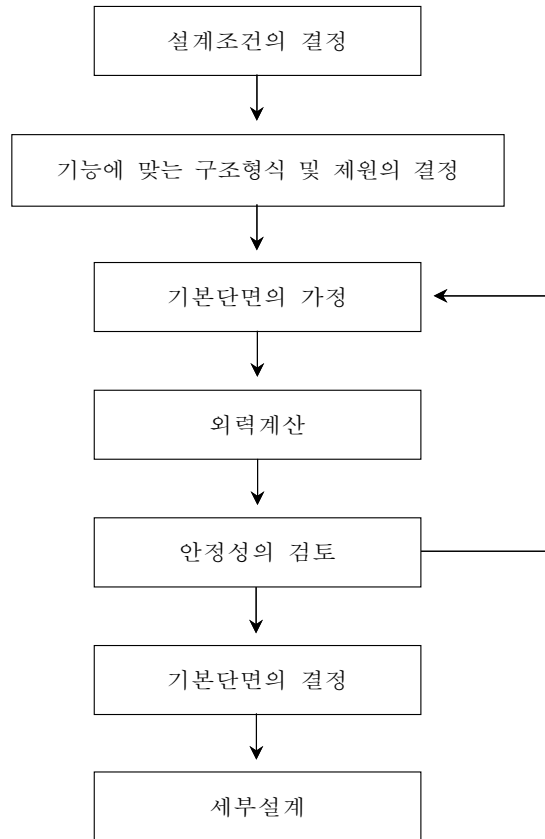 설계조건의 결정
기능에 맞는 구조형식 및 제원의 결정
기본단면의 가정
외력계산
안정성의 검토
기본단면의 결정
세부설계